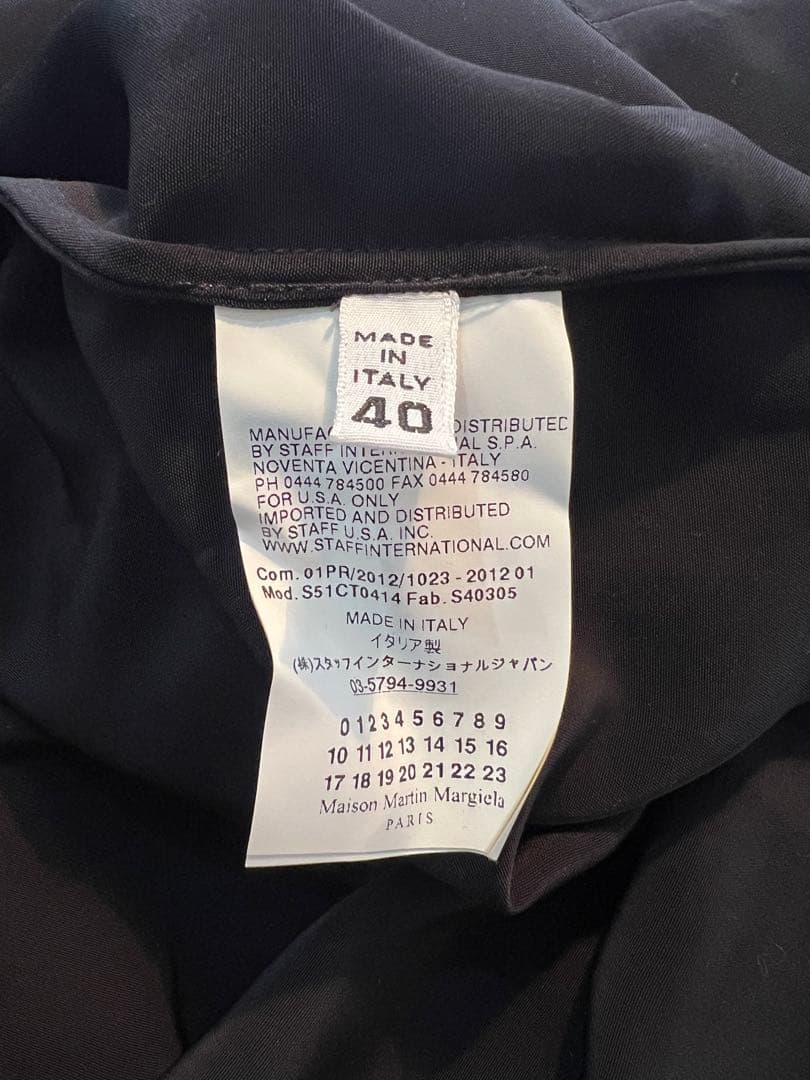 MADE
IN
ITALY
40
MANUFA DISTRIBUTED
BY STAFF INTER AL S.P.A.
NOVENTA VICENTINA - ITALY
PH 0444 784500 FAX 0444 784580
FOR U.S.A. ONLY
IMPORTED AND DISTRIBUTED
BY STAFF U.S.A. INC.
WWW.STAFFINTERNATIONAL.COM
Com. 01PR/2012/1023 - 2012 01
Mod. S51CT0414 Fab. S40305
MADE IN ITALY
イタリア製
(株)スタッフインターナショナルジャパン
03-5794-9931
0 1 2 3 4 5 6 7 8 9
10 11 12 13 14 15 16
17 18 19 20 21 22 23
Maison Martin Margiela
PARIS